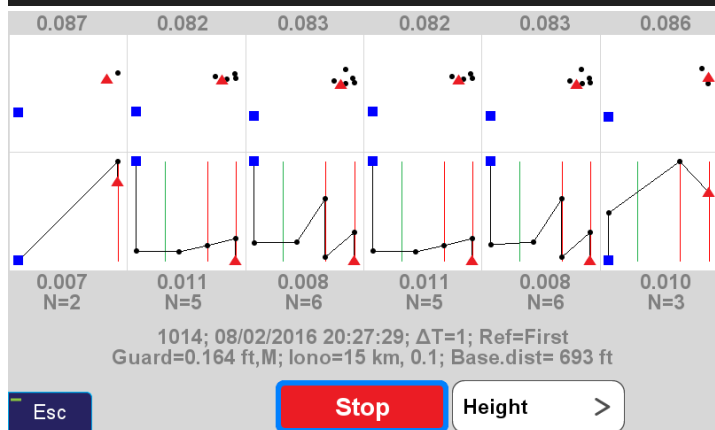 0.087 0.082 0.083 0.082 0.083 0.086
0.007 0.011 0.008 0.011 0.008 0.010
N=2 N=5 N=6 N=5 N=6 N=3
1014; 08/02/2016 20:27:29; ΔT=1; Ref=First
Guard=0.164 ft,M; Iono=15 km, 0.1; Base.dist= 693 ft
Esc Stop Height >